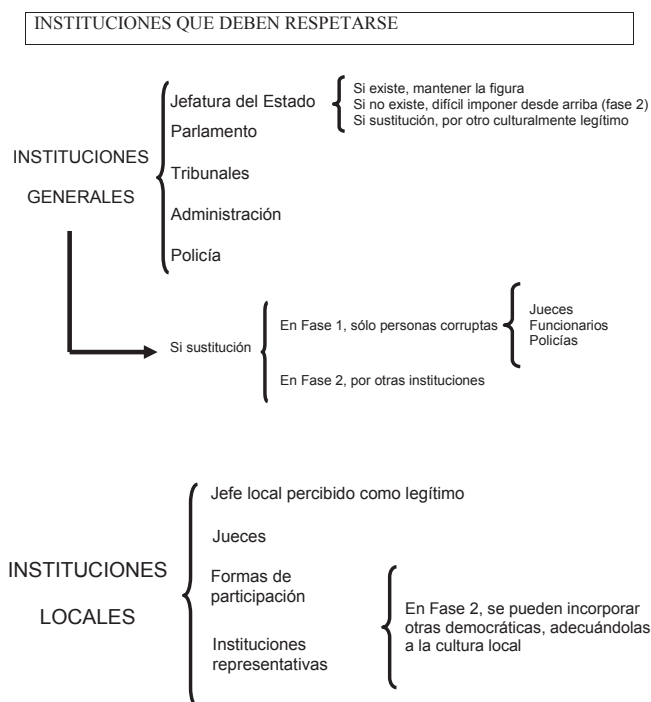 INSTITUCIONES QUE DEBEN RESPETARSE
INSTITUCIONES
GENERALES
Jefatura del Estado
Si existe, mantener la figura
Si no existe, difícil imponer desde arriba (fase 2)
Si sustitución, por otro culturalmente legítimo
Parlamento
Tribunales
Administración
Policía
Si sustitución
En Fase 1, sólo personas corruptas
Jueces
Funcionarios
Policías
En Fase 2, por otras instituciones
INSTITUCIONES
LOCALES
Jefe local percibido como legítimo
Jueces
Formas de
participación
Instituciones
representativas
En Fase 2, se pueden incorporar
otras democráticas, adecuándolas
a la cultura local